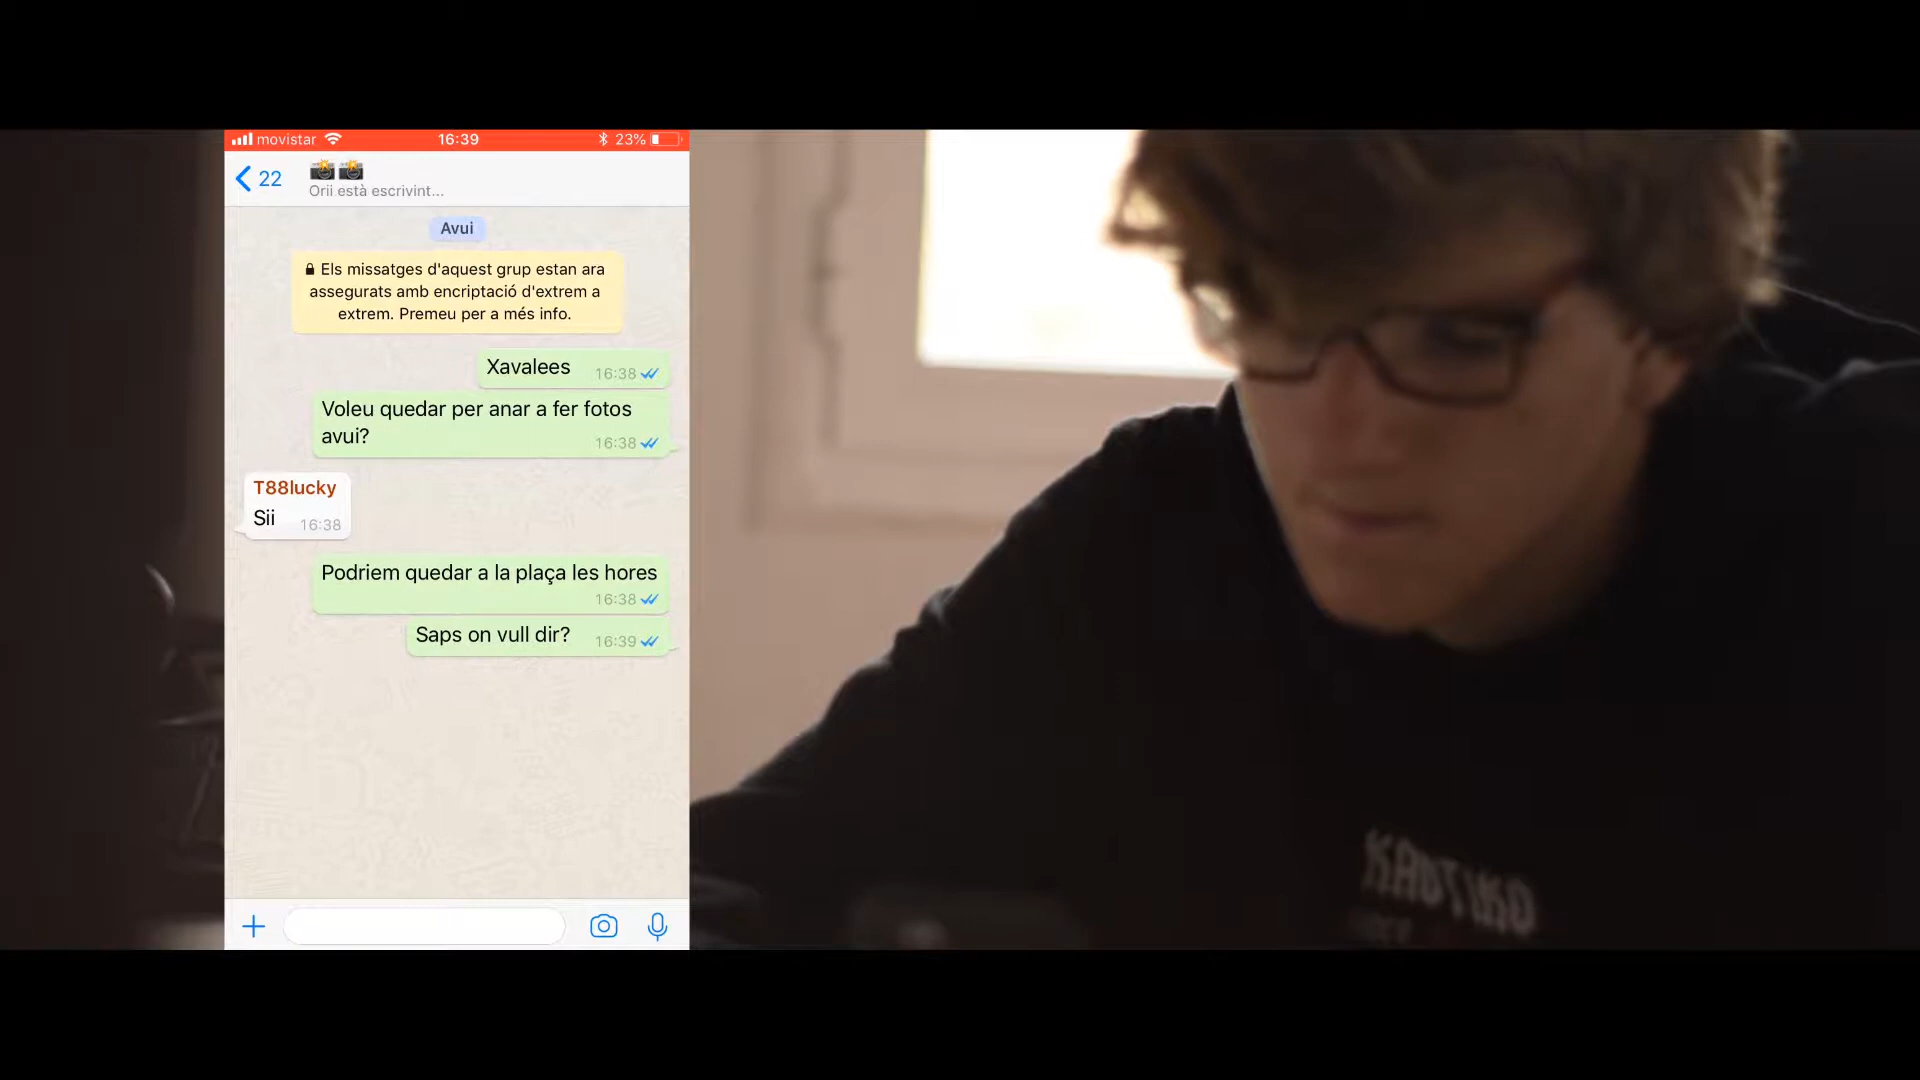 movistar 16:39 23%
22
Orii està escrivint...
Avui
Els missatges d'aquest grup estan ara
assegurats amb encriptació d'extrem a
extrem. Premeu per a més info.
Xavalees 16:38
Voleu quedar per anar a fer fotos
avui? 16:38
T88lucky
Sii 16:38
Podriem quedar a la plaça les hores
16:38
Saps on vull dir? 16:39
KAOTIKO